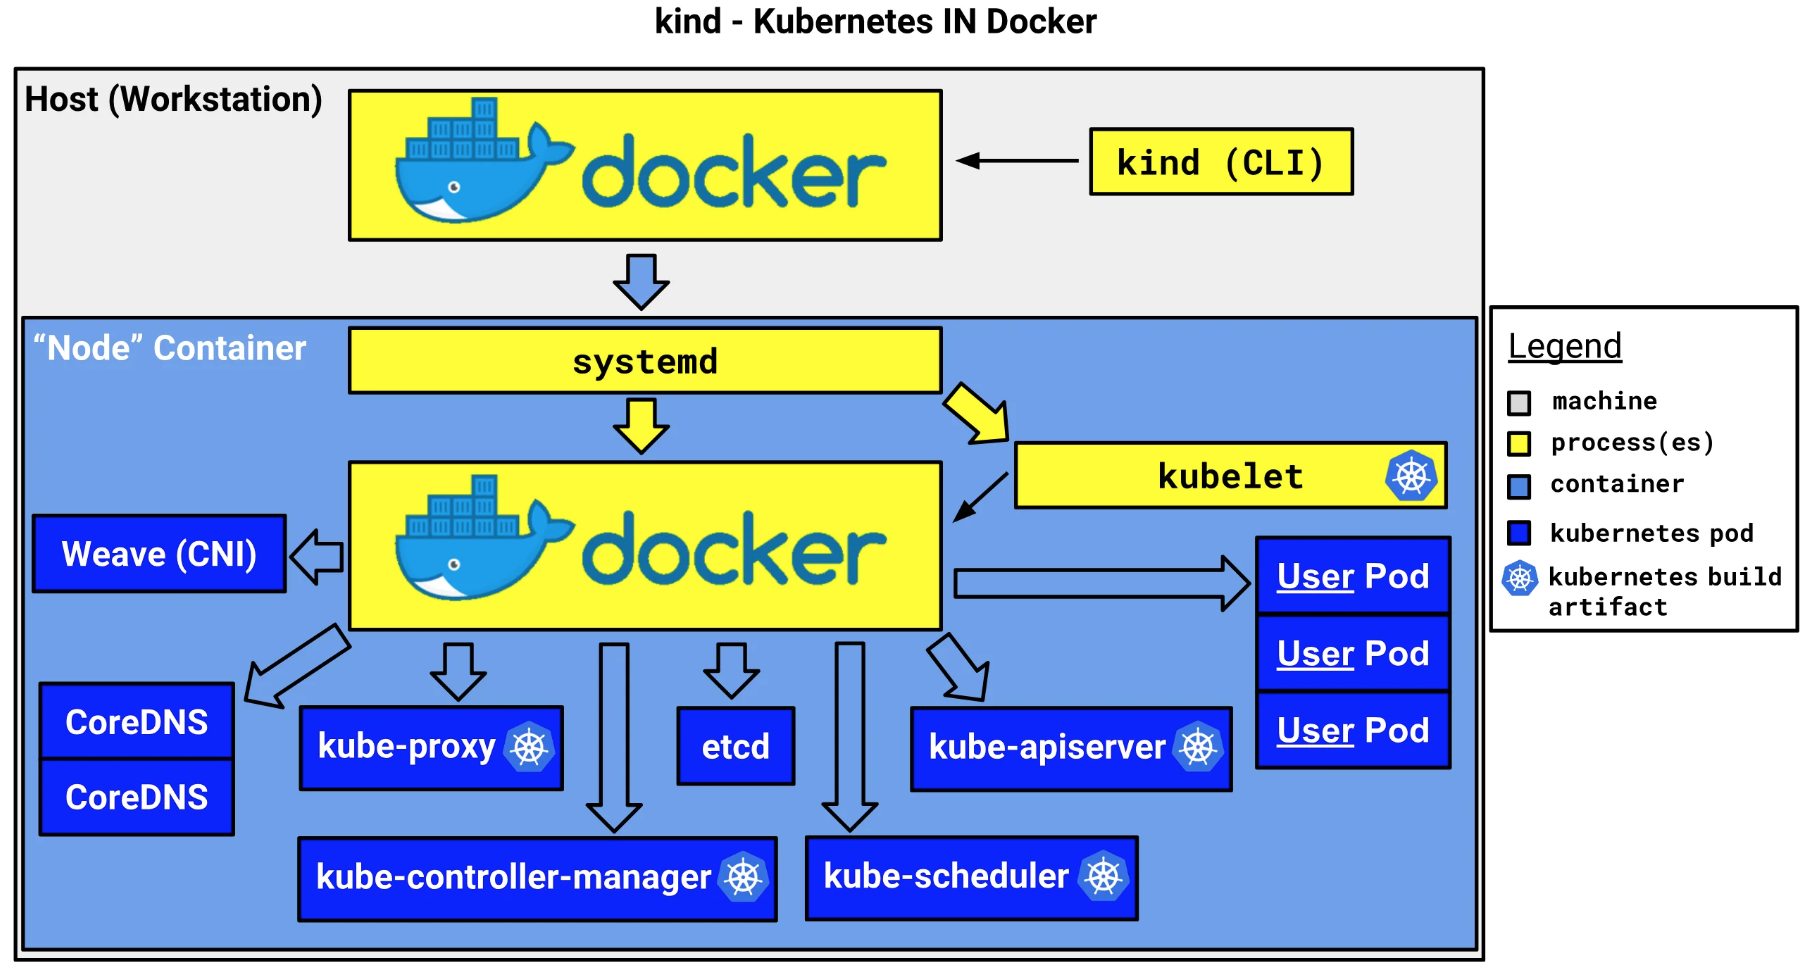 kind - Kubernetes IN Docker
Host (Workstation)
docker
kind (CLI)
“Node” Container
systemd
kubelet
docker
Weave (CNI)
User Pod
User Pod
User Pod
CoreDNS
CoreDNS
kube-proxy
etcd
kube-apiserver
kube-controller-manager
kube-scheduler
Legend
machine
process(es)
container
kubernetes pod
kubernetes build
artifact